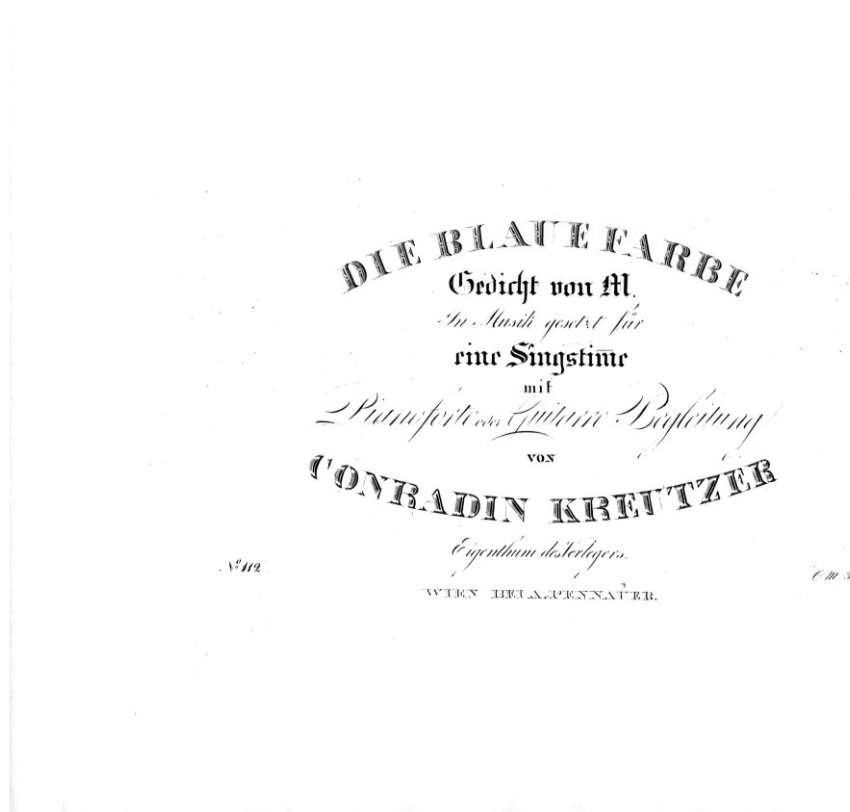 DIE BLAUE FARBE
Gedicht von M.
In Musik gesetzt für
eine Singstim̅e
mit
Pianoforte oder Guitarre Begleitung
VON
CONRADIN KREUTZER
Eigenthum des Verlegers.
Nº 112
C. M.
WIEN BEI A. PENNAUER.